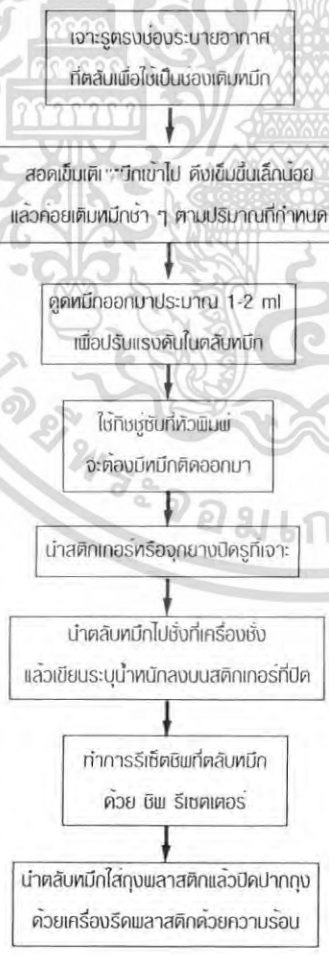 เจาะรูตรงช่องระบายอากาศ
ที่ตลับเพื่อใช้เป็นช่องเติมหมึก
สอดเข็มเติมหมึกเข้าไป ดึงเข็มขึ้นเล็กน้อย
แล้วค่อยเติมหมึกช้า ๆ ตามปริมาณที่กำหนด
ดูดหมึกออกมาประมาณ 1-2 ml
เพื่อปรับแรงดันในตลับหมึก
ใช้ทิชชู่ซับที่หัวพิมพ์
จะต้องมีหมึกติดออกมา
นำสติกเกอร์หรือจุกยางปิดรูที่เจาะ
นำตลับหมึกไปชั่งที่เครื่องชั่ง
แล้วเขียนระบุน้ำหนักลงบนสติกเกอร์ที่ปิด
ทำการรีเซ็ตชิพที่ตลับหมึก
ด้วย ชิพ รีเซตเตอร์
นำตลับหมึกใส่ถุงพลาสติกแล้วปิดปากถุง
ด้วยเครื่องรีดพลาสติกด้วยความร้อน